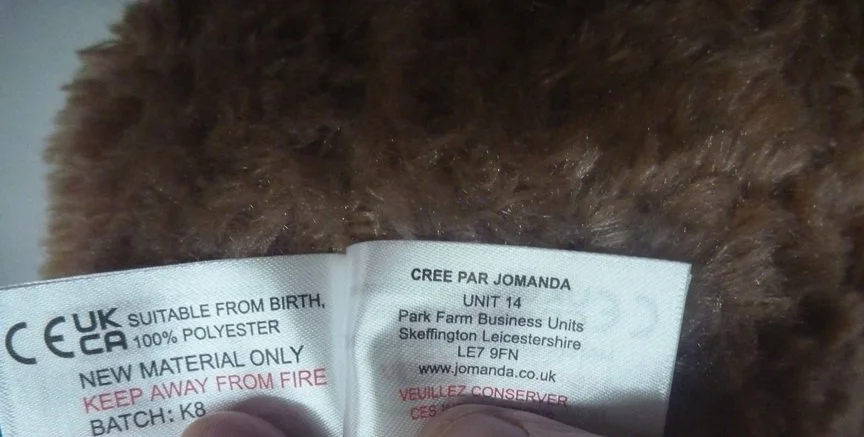 CE UKCA SUITABLE FROM BIRTH,
100% POLYESTER
NEW MATERIAL ONLY
KEEP AWAY FROM FIRE
BATCH: K8
CREE PAR JOMANDA
UNIT 14
Park Farm Business Units
Skeffington Leicestershire
LE7 9FN
www.jomanda.co.uk
VEUILLEZ CONSERVER
CES